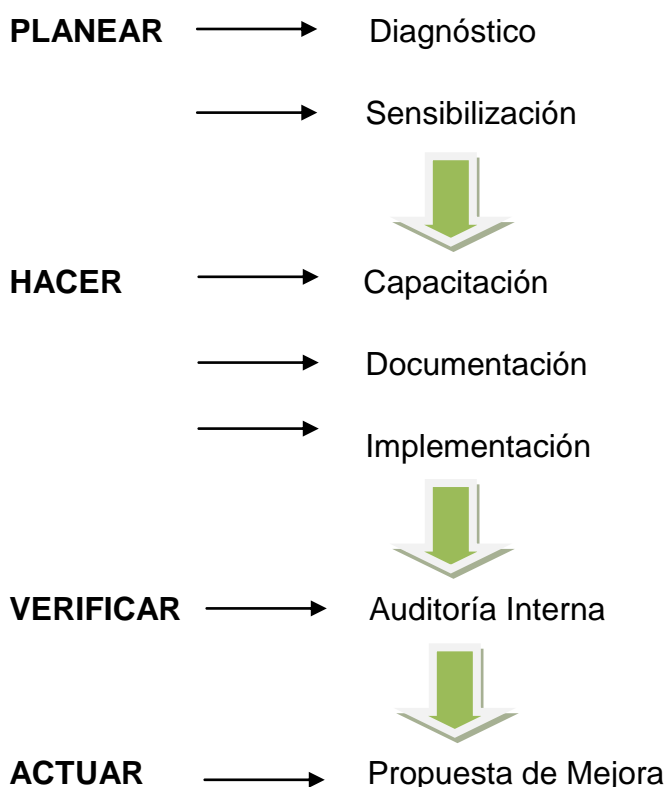 PLANEAR Diagnóstico
Sensibilización
HACER Capacitación
Documentación
Implementación
VERIFICAR Auditoría Interna
ACTUAR Propuesta de Mejora